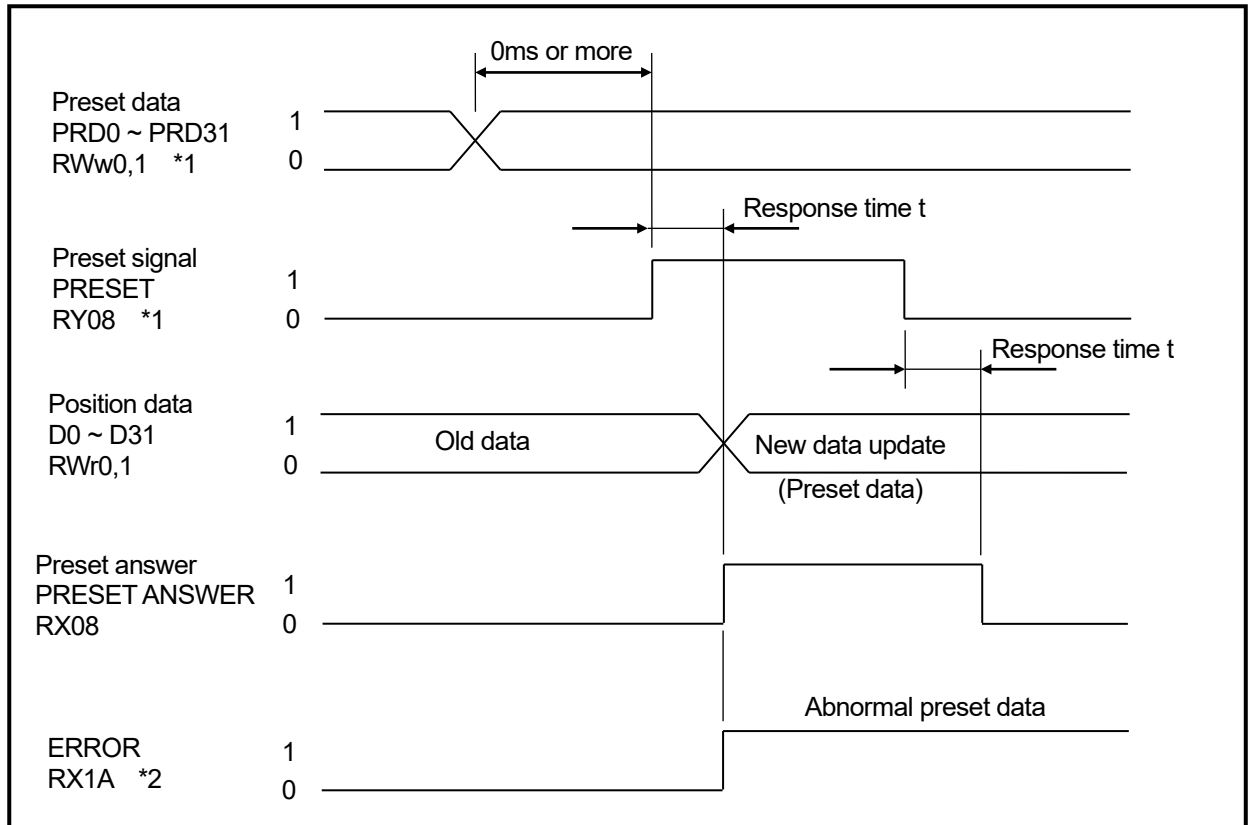 0ms or more
Preset data
PRD0 ~ PRD31
RWw0,1 *1
1
0
Response time t
Preset signal
PRESET
RY08 *1
1
0
Response time t
Position data
D0 ~ D31
RWr0,1
1
0
Old data
New data update
(Preset data)
Preset answer
PRESET ANSWER
RX08
1
0
Abnormal preset data
ERROR
RX1A *2
1
0